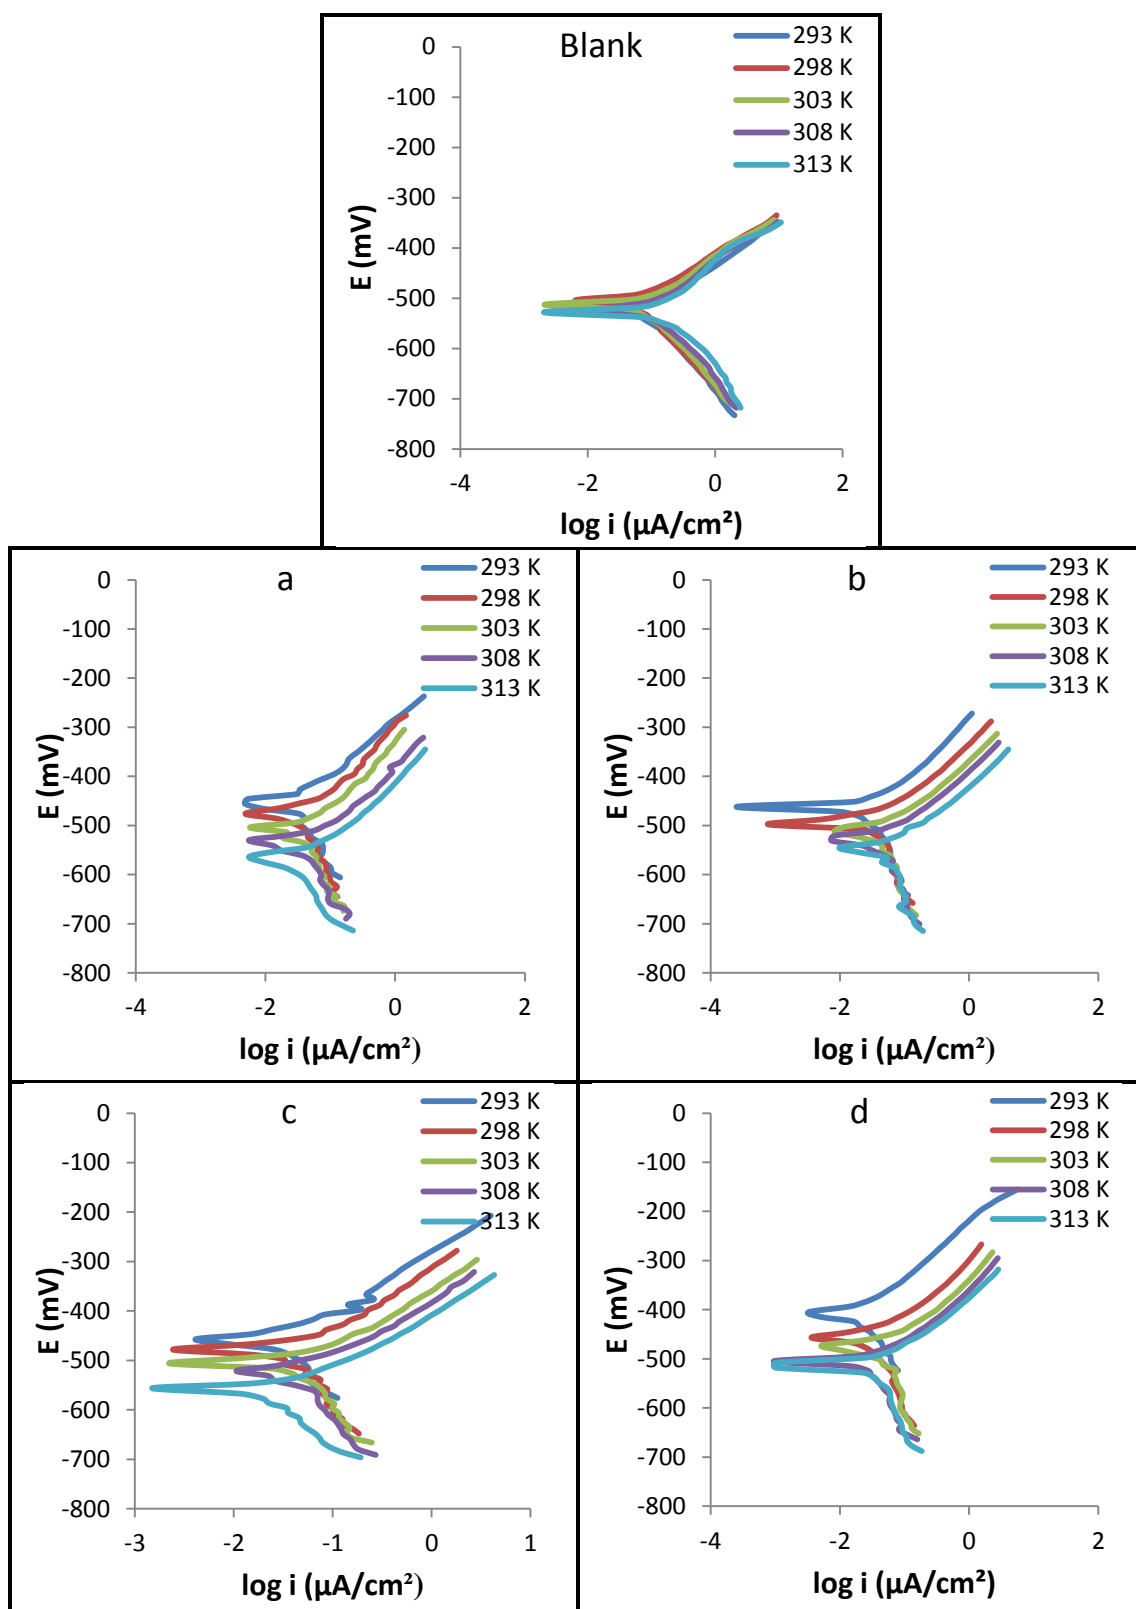 Blank
293 K
298 K
303 K
308 K
313 K
0
-100
-200
-300
-400
-500
-600
-700
-800
E (mV)
-4 -2 0 2
log i (µA/cm²)
a
293 K
298 K
303 K
308 K
313 K
0
-100
-200
-300
-400
-500
-600
-700
-800
E (mV)
-4 -2 0 2
log i (µA/cm²)
b
293 K
298 K
303 K
308 K
313 K
0
-100
-200
-300
-400
-500
-600
-700
-800
E (mV)
-4 -2 0 2
log i (µA/cm²)
c
293 K
298 K
303 K
308 K
313 K
0
-100
-200
-300
-400
-500
-600
-700
-800
E (mV)
-3 -2 -1 0 1
log i (µA/cm²)
d
293 K
298 K
303 K
308 K
313 K
0
-100
-200
-300
-400
-500
-600
-700
-800
E (mV)
-4 -2 0 2
log i (µA/cm²)